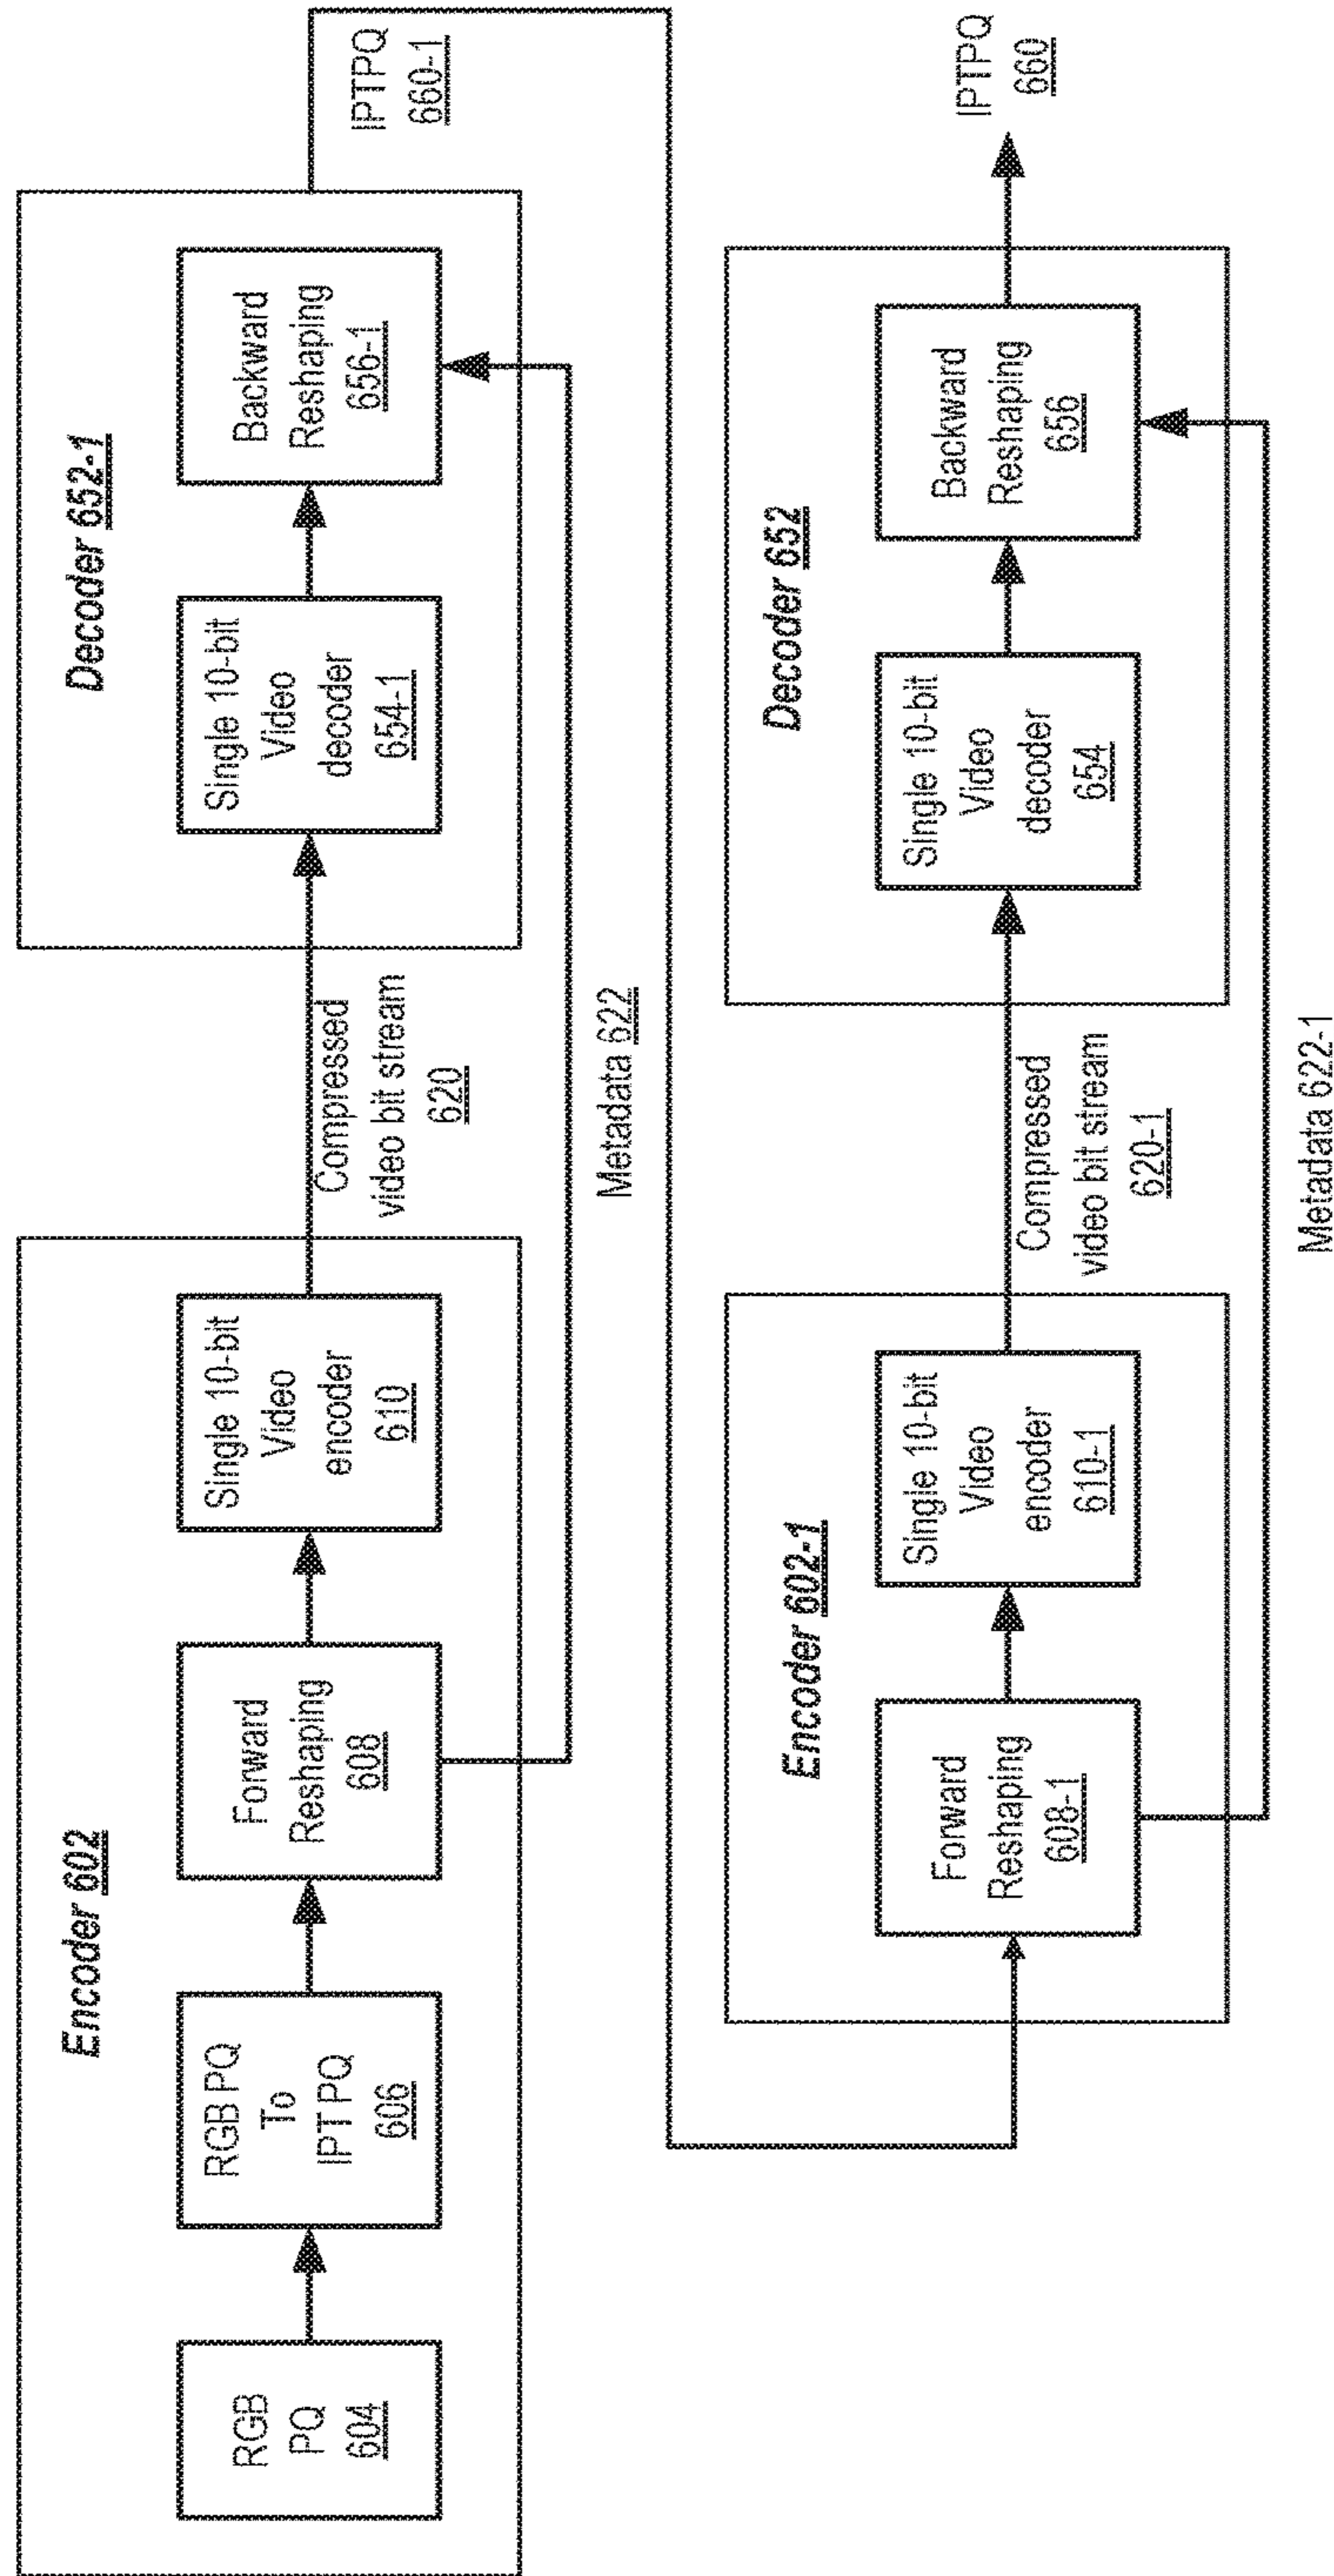 Encoder 602
RGB
PQ
604
RGB PQ
To
IPT PQ
606
Forward
Reshaping
608
Single 10-bit
Video
encoder
610
Compressed
video bit stream
620
Metadata 622
Decoder 652-1
Single 10-bit
Video
decoder
654-1
Backward
Reshaping
656-1
IPTPQ
660-1
Encoder 602-1
Forward
Reshaping
608-1
Single 10-bit
Video
encoder
610-1
Compressed
video bit stream
620-1
Metadata 622-1
Decoder 652
Single 10-bit
Video
decoder
654
Backward
Reshaping
656
IPTPQ
660